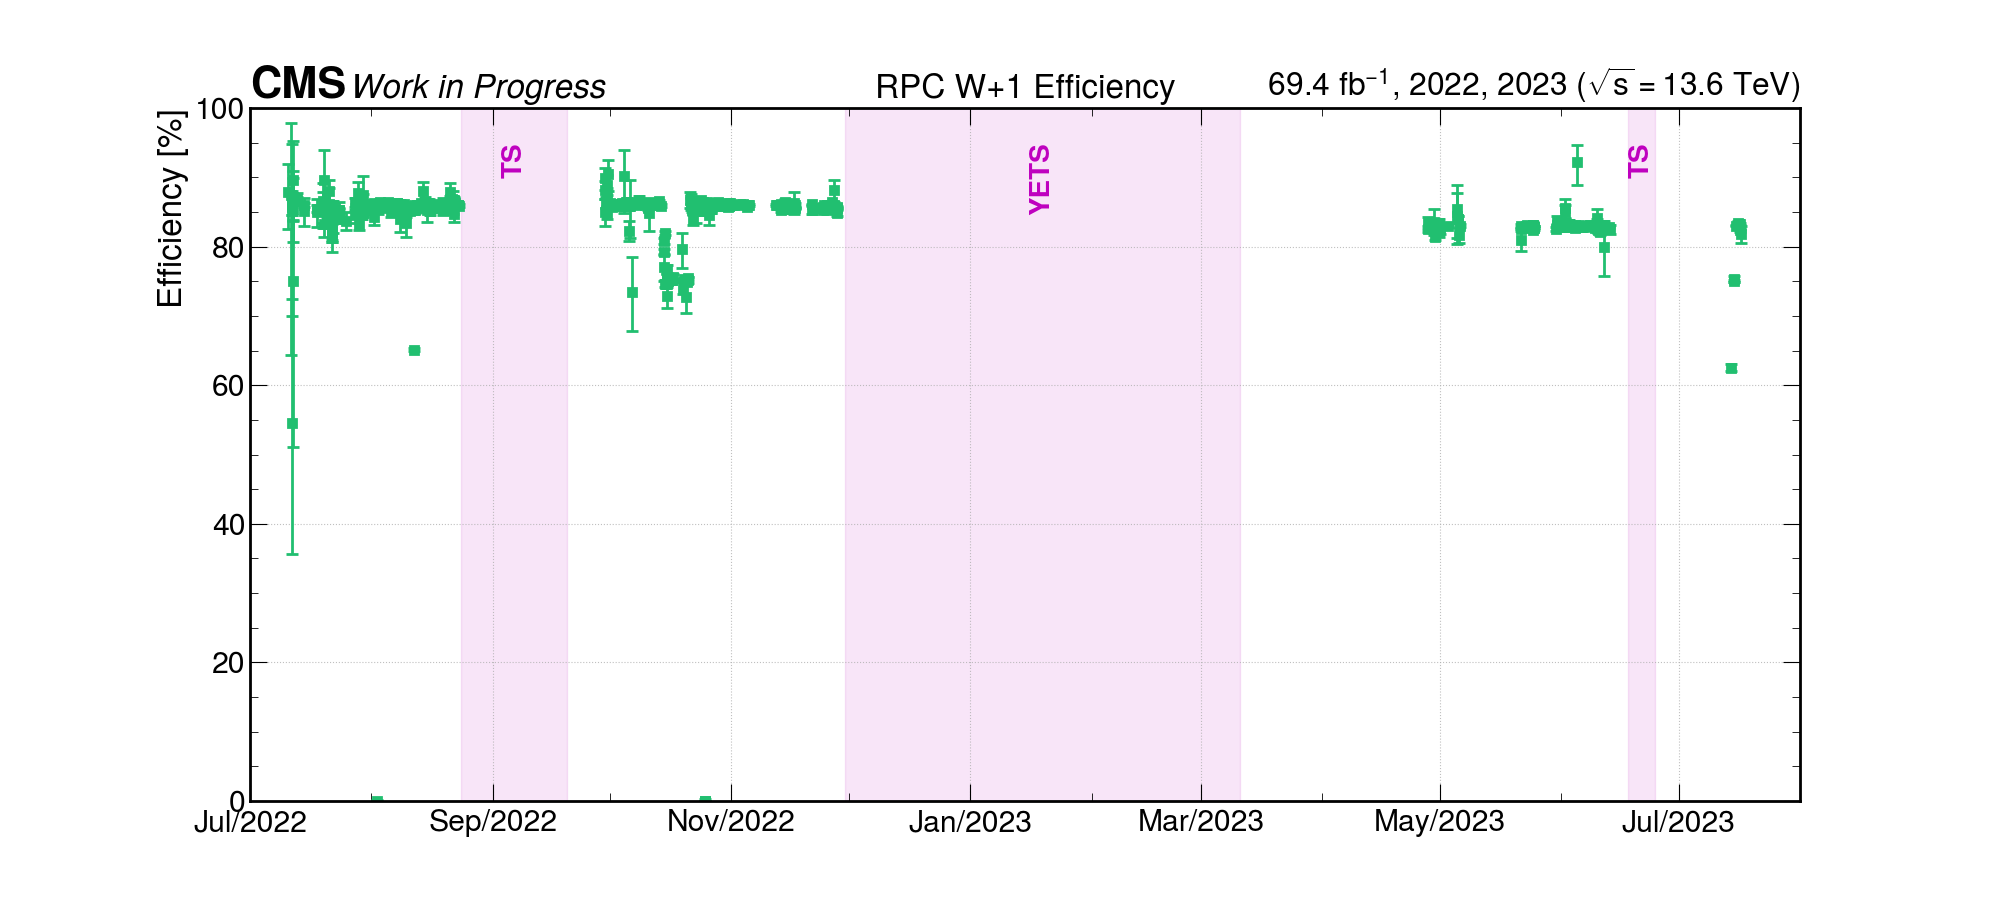 CMS Work in Progress RPC W+1 Efficiency 69.4 fb⁻¹, 2022, 2023 (√s = 13.6 TeV)
Efficiency [%]
100
80
60
40
20
0
TS
YETS
TS
Jul/2022 Sep/2022 Nov/2022 Jan/2023 Mar/2023 May/2023 Jul/2023